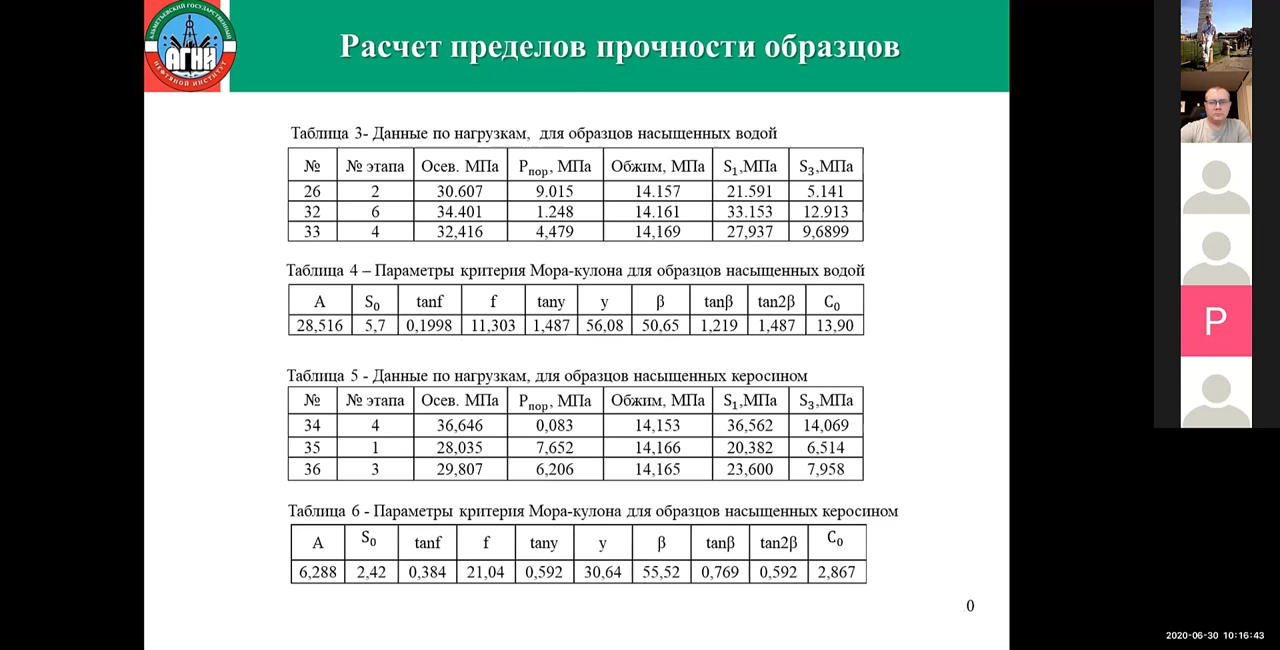 АЛЬМЕТЬЕВСКИЙ ГОСУДАРСТВЕННЫЙ
АГНИ
НЕФТЯНОЙ ИНСТИТУТ
Расчет пределов прочности образцов
Таблица 3- Данные по нагрузкам, для образцов насыщенных водой
№ № этапа Осев. МПа Pпор, МПа Обжим, МПа S1,МПа S3,МПа
26 2 30.607 9.015 14.157 21.591 5.141
32 6 34.401 1.248 14.161 33.153 12.913
33 4 32,416 4,479 14,169 27,937 9,6899
Таблица 4 – Параметры критерия Мора-кулона для образцов насыщенных водой
A S0 tanf f tany y β tanβ tan2β C0
28,516 5,7 0,1998 11,303 1,487 56,08 50,65 1,219 1,487 13,90
Таблица 5 - Данные по нагрузкам, для образцов насыщенных керосином
№ № этапа Осев. МПа Pпор, МПа Обжим, МПа S1,МПа S3,МПа
34 4 36,646 0,083 14,153 36,562 14,069
35 1 28,035 7,652 14,166 20,382 6,514
36 3 29,807 6,206 14,165 23,600 7,958
Таблица 6 - Параметры критерия Мора-кулона для образцов насыщенных керосином
A S0 tanf f tany y β tanβ tan2β C0
6,288 2,42 0,384 21,04 0,592 30,64 55,52 0,769 0,592 2,867
0
P
2020-06-30 10:16:43